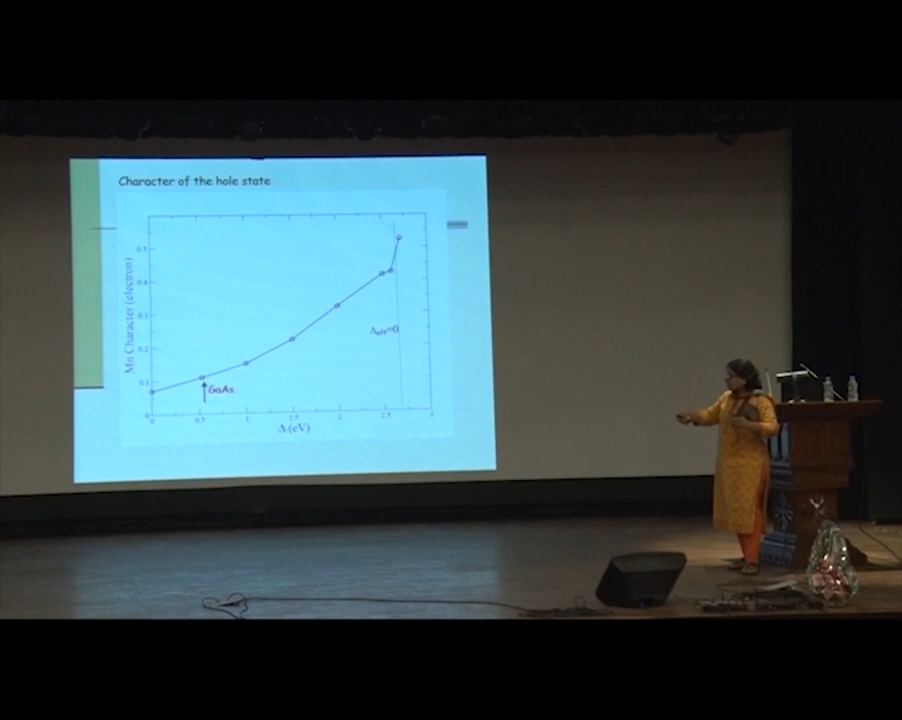 Character of the hole state
Mn Character (electron)
0.5
0.4
0.3
0.2
0.1
0
Δeff=0
GaAs
0
0.5
1
1.5
2
2.5
3
Δ (eV)